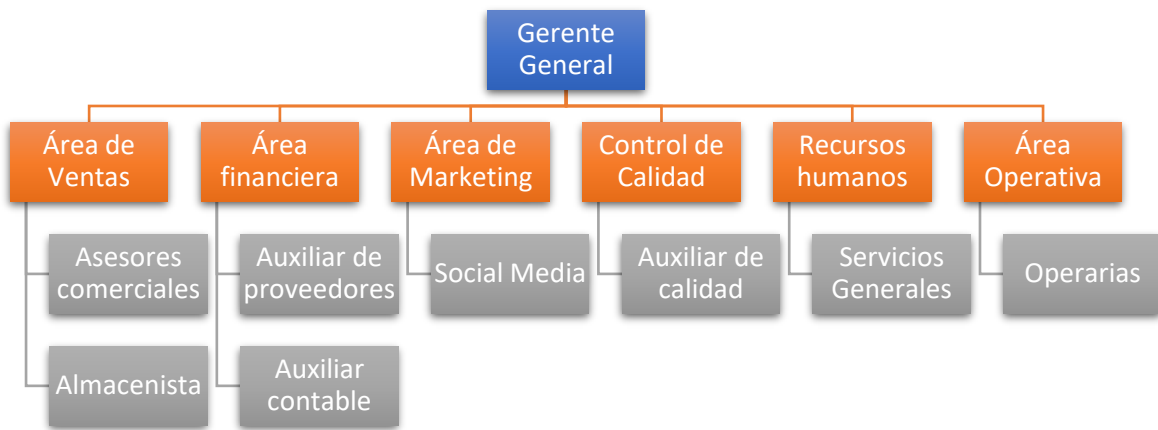 Gerente
General
Área de
Ventas
Área
financiera
Área de
Marketing
Control de
Calidad
Recursos
humanos
Área
Operativa
Asesores
comerciales
Auxiliar de
proveedores
Social Media
Auxiliar de
calidad
Servicios
Generales
Operarias
Almacenista
Auxiliar
contable